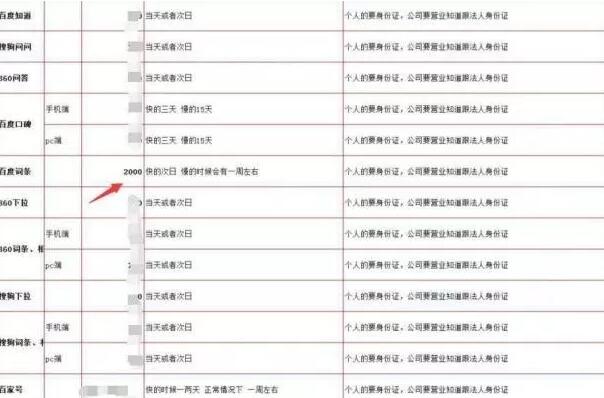 百度知道 当天或者次日 个人的要身份证，公司要营业知道跟法人身份证
搜狗问问 当天或者次日 个人的要身份证，公司要营业知道跟法人身份证
360问答 当天或者次日 个人的要身份证，公司要营业知道跟法人身份证
百度口碑 手机端 快的三天 慢的15天 个人的要身份证，公司要营业知道跟法人身份证
pc端 快的三天 慢的15天 个人的要身份证，公司要营业知道跟法人身份证
百度词条 2000 快的次日 慢的时候会有一周左右 个人的要身份证，公司要营业知道跟法人身份证
360下拉 当天或者次日 个人的要身份证，公司要营业知道跟法人身份证
360词条、相 手机端 当天或者次日 个人的要身份证，公司要营业知道跟法人身份证
pc端 当天或者次日 个人的要身份证，公司要营业知道跟法人身份证
搜狗下拉 当天或者次日 个人的要身份证，公司要营业知道跟法人身份证
搜狗词条、 手机端 当天或者次日 个人的要身份证，公司要营业知道跟法人身份证
pc端 当天或者次日 个人的要身份证，公司要营业知道跟法人身份证
百家号 快的时候一两天 正常情况下 一周左右 个人的要身份证，公司要营业知道跟法人身份证